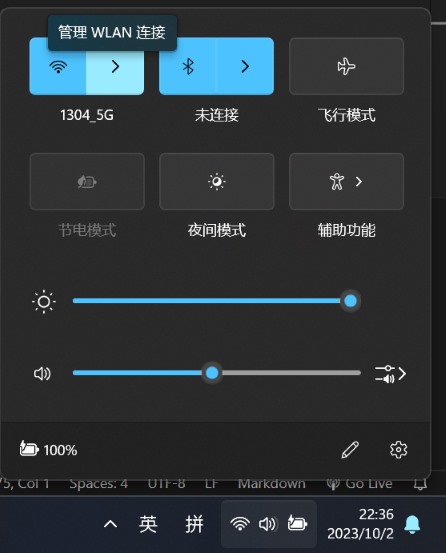 管理 WLAN 连接
1304_5G
未连接
飞行模式
节电模式
夜间模式
辅助功能
100%
75, Col 1 Spaces: 4 UTF-8 LF Markdown Go Live
英 拼 22:36
2023/10/2